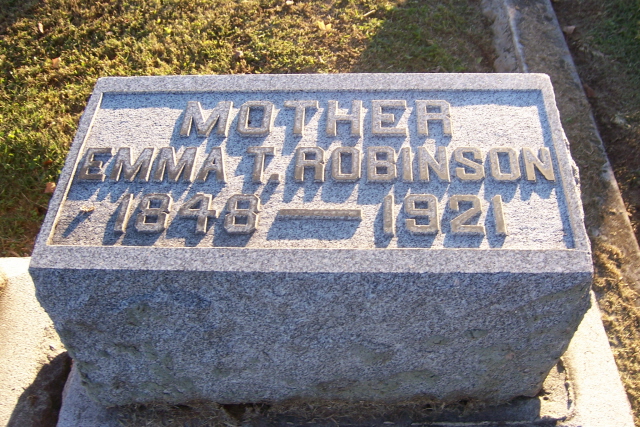 MOTHER
EMMA T. ROBINSON
1848 — 1921